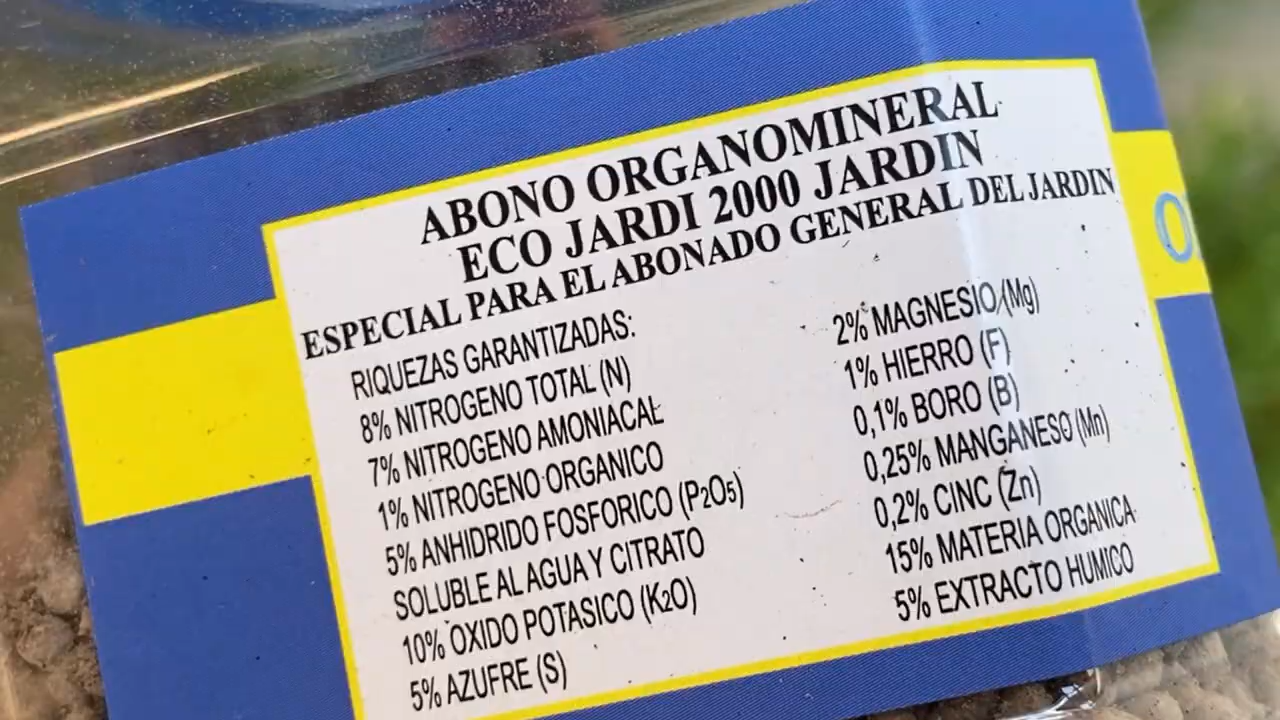 ABONO ORGANOMINERAL
ECO JARDI 2000 JARDIN
ESPECIAL PARA EL ABONADO GENERAL DEL JARDIN
RIQUEZAS GARANTIZADAS:
8% NITROGENO TOTAL (N)
7% NITROGENO AMONIACAL
1% NITROGENO ORGANICO
5% ANHIDRIDO FOSFORICO (P2O5)
SOLUBLE AL AGUA Y CITRATO
10% OXIDO POTASICO (K2O)
5% AZUFRE (S)
2% MAGNESIO (Mg)
1% HIERRO (F)
0,1% BORO (B)
0,25% MANGANESO (Mn)
0,2% CINC (Zn)
15% MATERIA ORGANICA
5% EXTRACTO HUMICO